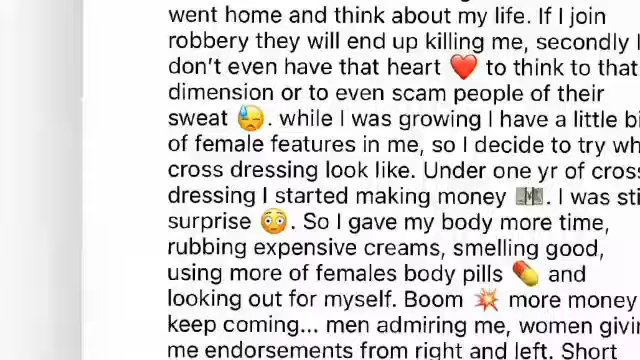 went home and think about my life. If I join
robbery they will end up killing me, secondly I
don't even have that heart ❤️ to think to that
dimension or to even scam people of their
sweat 😓. while I was growing I have a little bi
of female features in me, so I decide to try wh
cross dressing look like. Under one yr of cross
dressing I started making money 💵. I was sti
surprise 😳. So I gave my body more time,
rubbing expensive creams, smelling good,
using more of females body pills 💊 and
looking out for myself. Boom 💥 more money
keep coming... men admiring me, women givin
me endorsements from right and left. Short